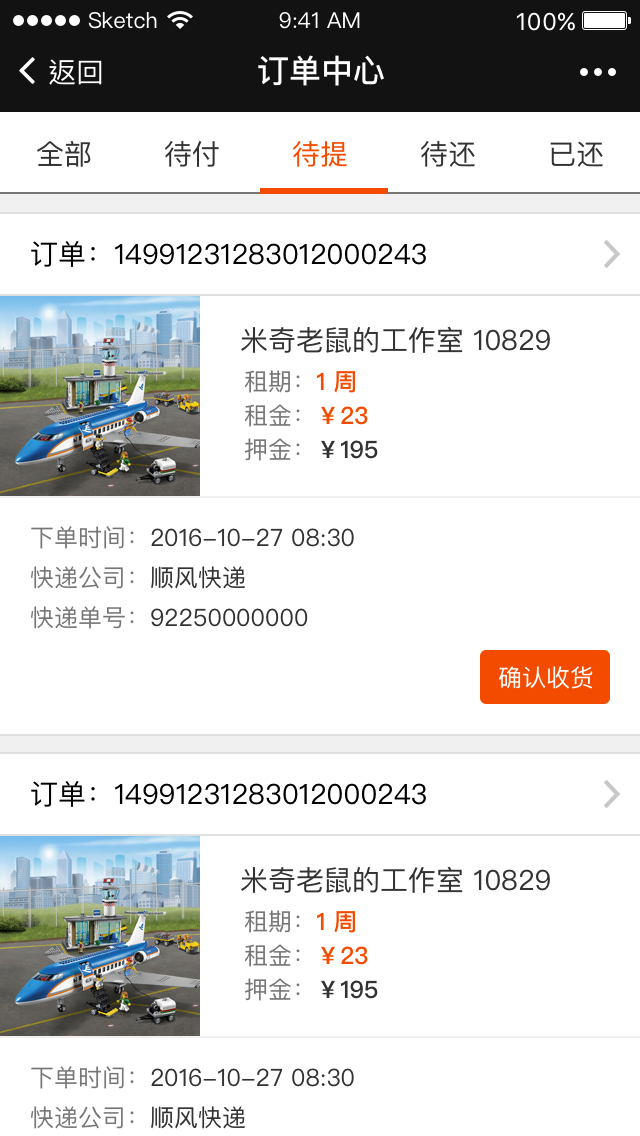 Sketch 9:41 AM 100%
返回 订单中心
全部 待付 待提 待还 已还
订单：14991231283012000243
米奇老鼠的工作室 10829
租期：1 周
租金：￥23
押金：￥195
下单时间：2016-10-27 08:30
快递公司：顺风快递
快递单号：92250000000
确认收货
订单：14991231283012000243
米奇老鼠的工作室 10829
租期：1 周
租金：￥23
押金：￥195
下单时间：2016-10-27 08:30
快递公司：顺风快递